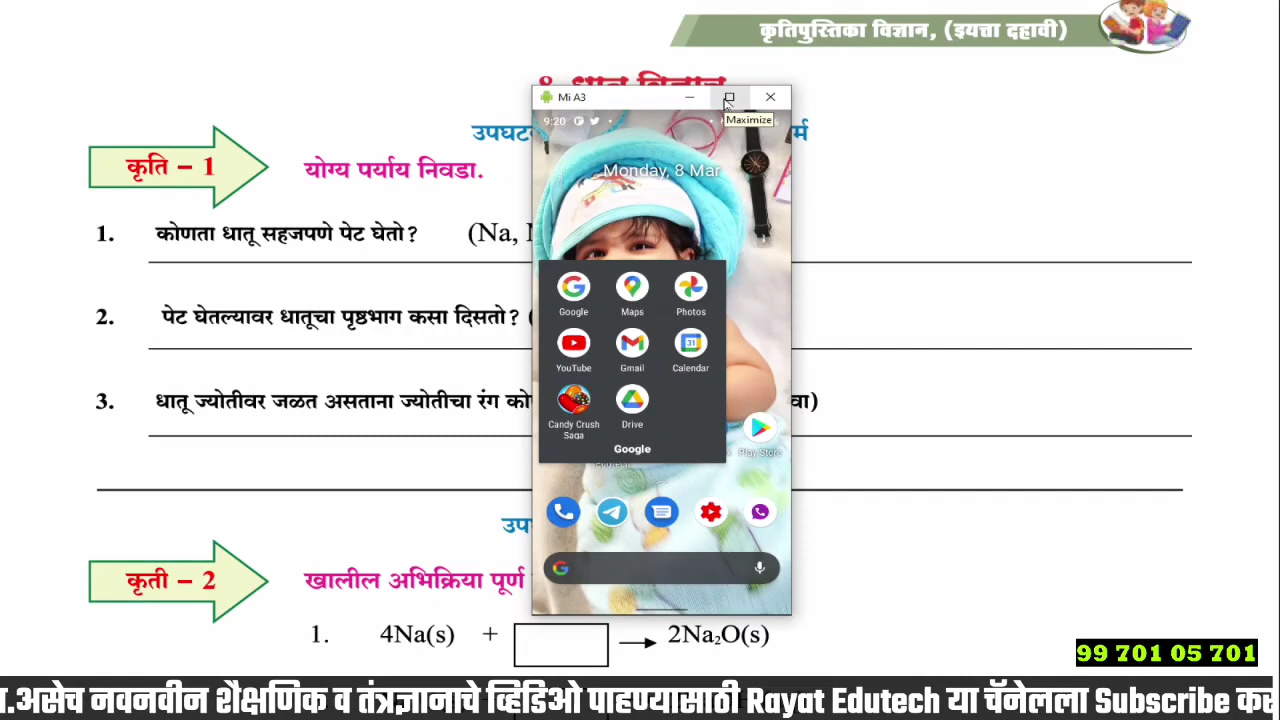 कृतिपुस्तिका विज्ञान, (इयत्ता दहावी)
8.
Mi A3
Maximize
9:20
Monday, 8 Mar
कृति – 1
योग्य पर्याय निवडा.
1. कोणता धातू सहजपणे पेट घेतो? (Na,
2. पेट घेतल्यावर धातूचा पृष्ठभाग कसा दिसतो? (
3. धातू ज्योतीवर जळत असताना ज्योतीचा रंग
Google Maps Photos
YouTube Gmail Calendar
31
Candy Crush Saga Drive
Google
Play Store
कृती – 2
खालील अभिक्रिया पूर्ण
1. 4Na(s) + → 2Na₂O(s)
99 701 05 701
असेच नवनवीन शैक्षणिक व तंत्रज्ञानाचे व्हिडिओ पाहण्यासाठी Rayat Edutech या चॅनेलला Subscribe